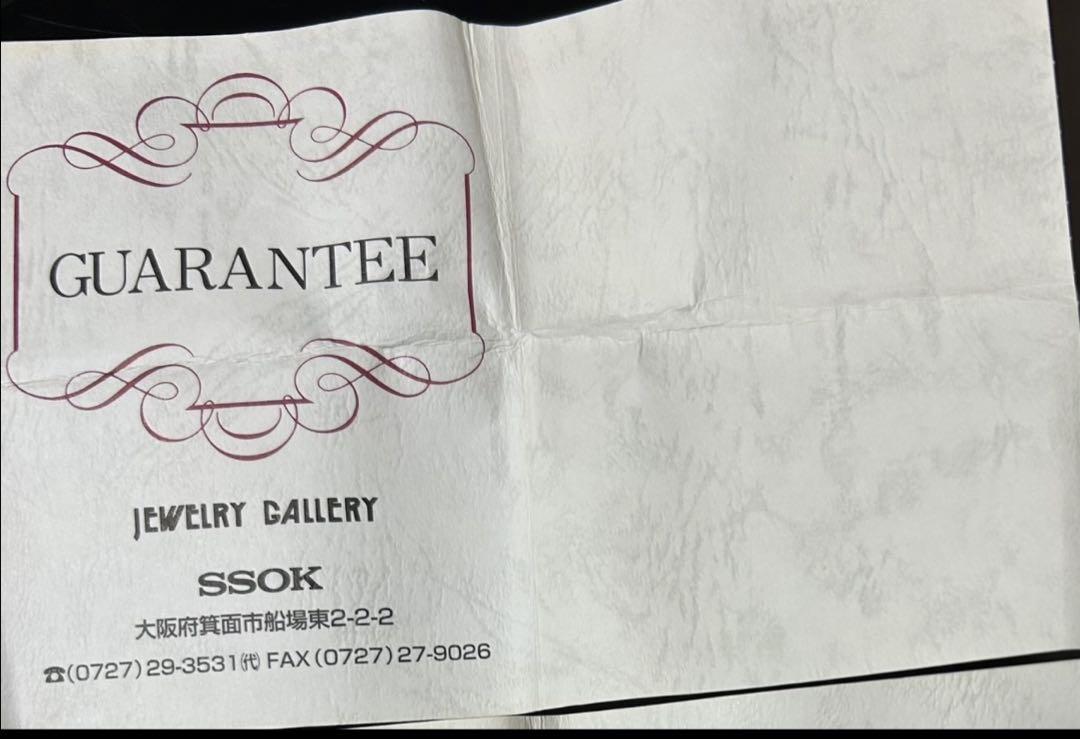 GUARANTEE
JEWELRY GALLERY
SSOK
大阪府箕面市船場東2-2-2
☎(0727)29-3531㈹ FAX(0727)27-9026